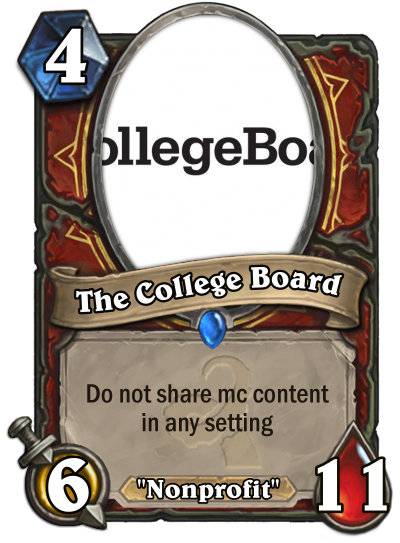 4
ollegeBoa
The College Board
Do not share mc content
in any setting
6
"Nonprofit"
11